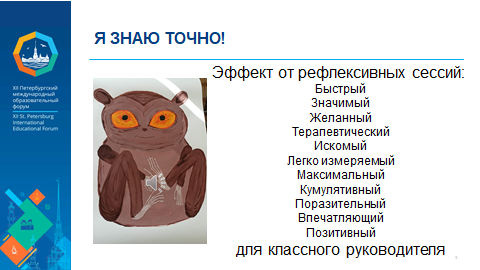 XII Петербургский
международный
образовательный
форум
XII St. Petersburg
International
Educational Forum
Я ЗНАЮ ТОЧНО!
Эффект от рефлексивных сессий:
Быстрый
Значимый
Желанный
Терапевтический
Искомый
Легко измеряемый
Максимальный
Кумулятивный
Поразительный
Впечатляющий
Позитивный
для классного руководителя